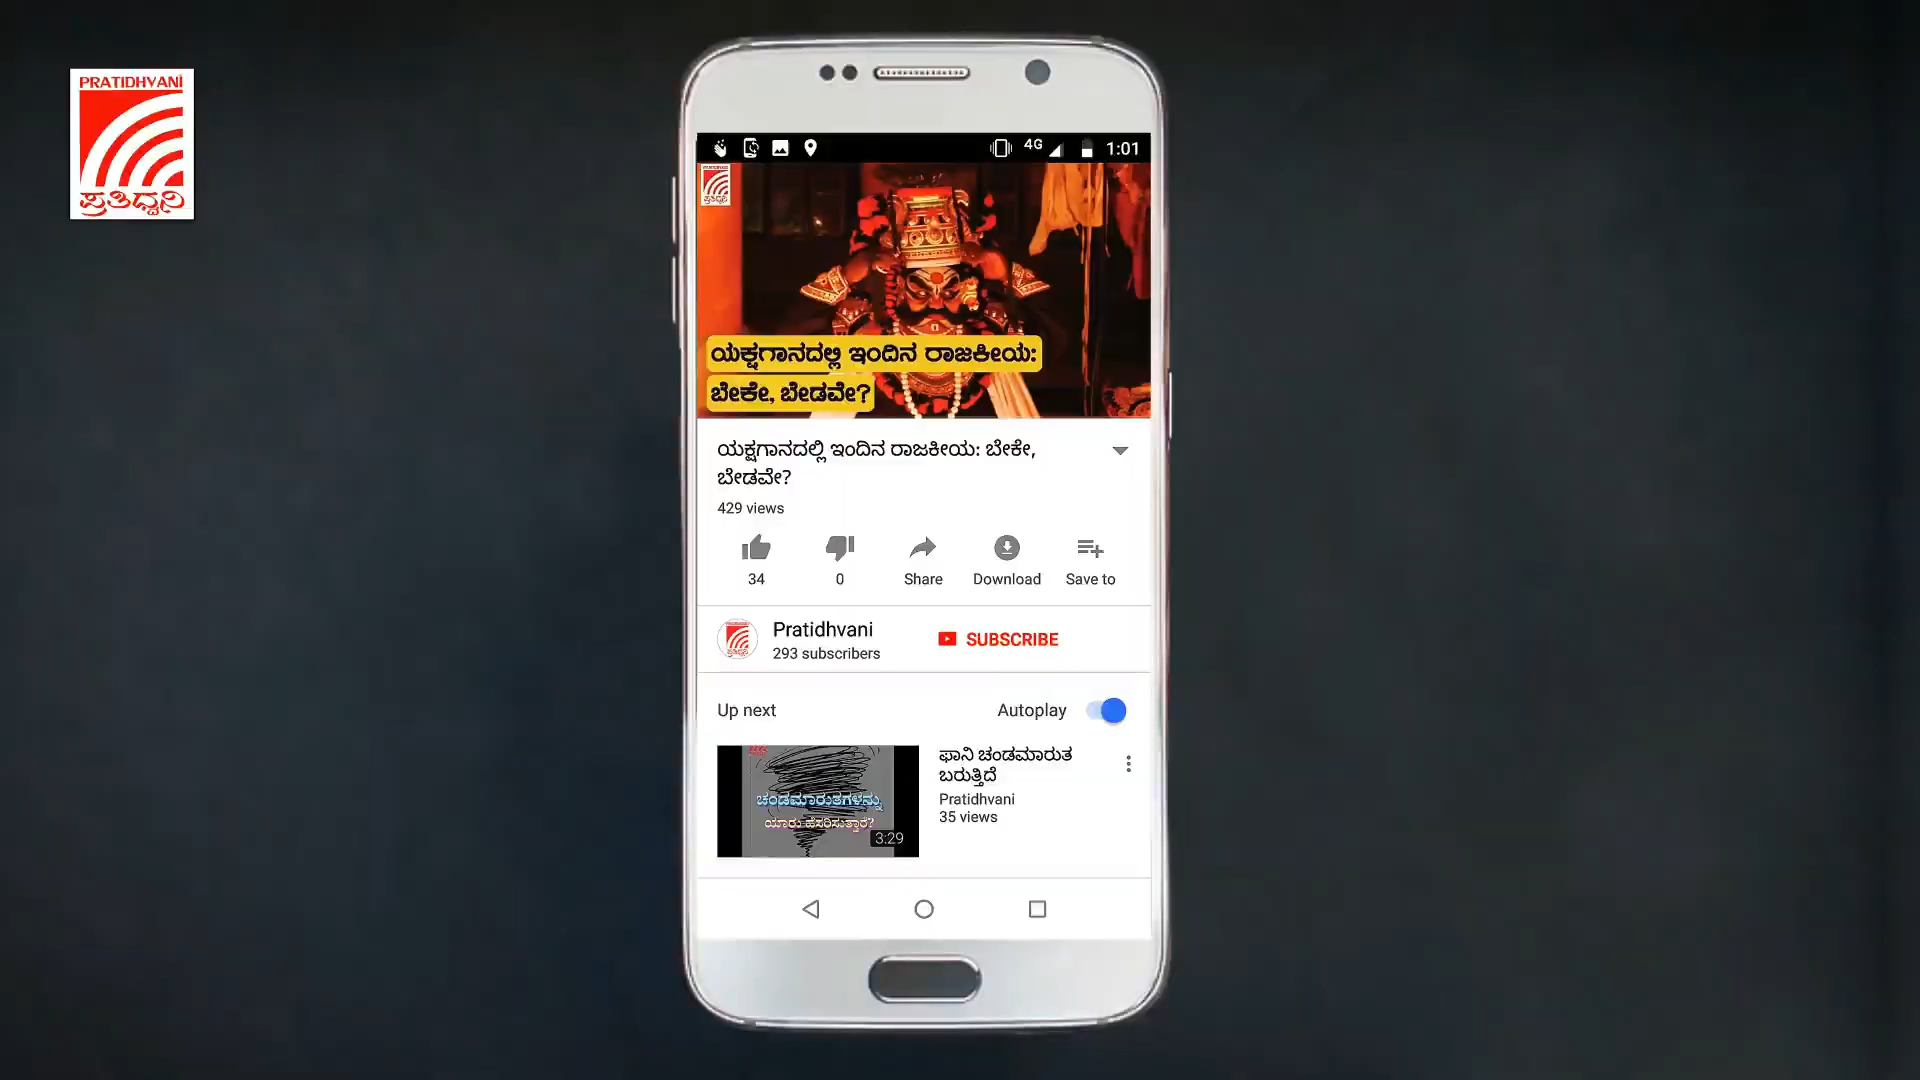 PRATIDHVANI
ಪ್ರತಿಧ್ವನಿ
4G 1:01
ಯಕ್ಷಗಾನದಲ್ಲಿ ಇಂದಿನ ರಾಜಕೀಯ:
ಬೇಕೇ, ಬೇಡವೇ?
ಯಕ್ಷಗಾನದಲ್ಲಿ ಇಂದಿನ ರಾಜಕೀಯ: ಬೇಕೇ,
ಬೇಡವೇ?
429 views
34 0 Share Download Save to
Pratidhvani
293 subscribers
SUBSCRIBE
Up next Autoplay
ಚಂಡಮಾರುತಗಳನ್ನು
ಯಾರು ಹೆಸರಿಸುತ್ತಾರೆ?
3:29
ಫಾನಿ ಚಂಡಮಾರುತ
ಬರುತ್ತಿದೆ
Pratidhvani
35 views